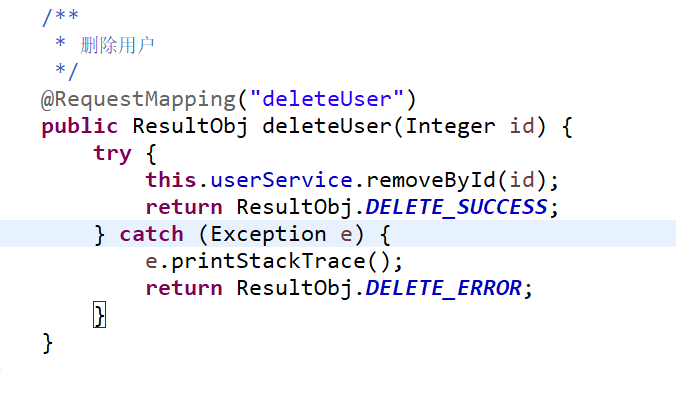 /**
 * 删除用户
 */
@RequestMapping("deleteUser")
public ResultObj deleteUser(Integer id) {
    try {
        this.userService.removeById(id);
        return ResultObj.DELETE_SUCCESS;
    } catch (Exception e) {
        e.printStackTrace();
        return ResultObj.DELETE_ERROR;
    }
}